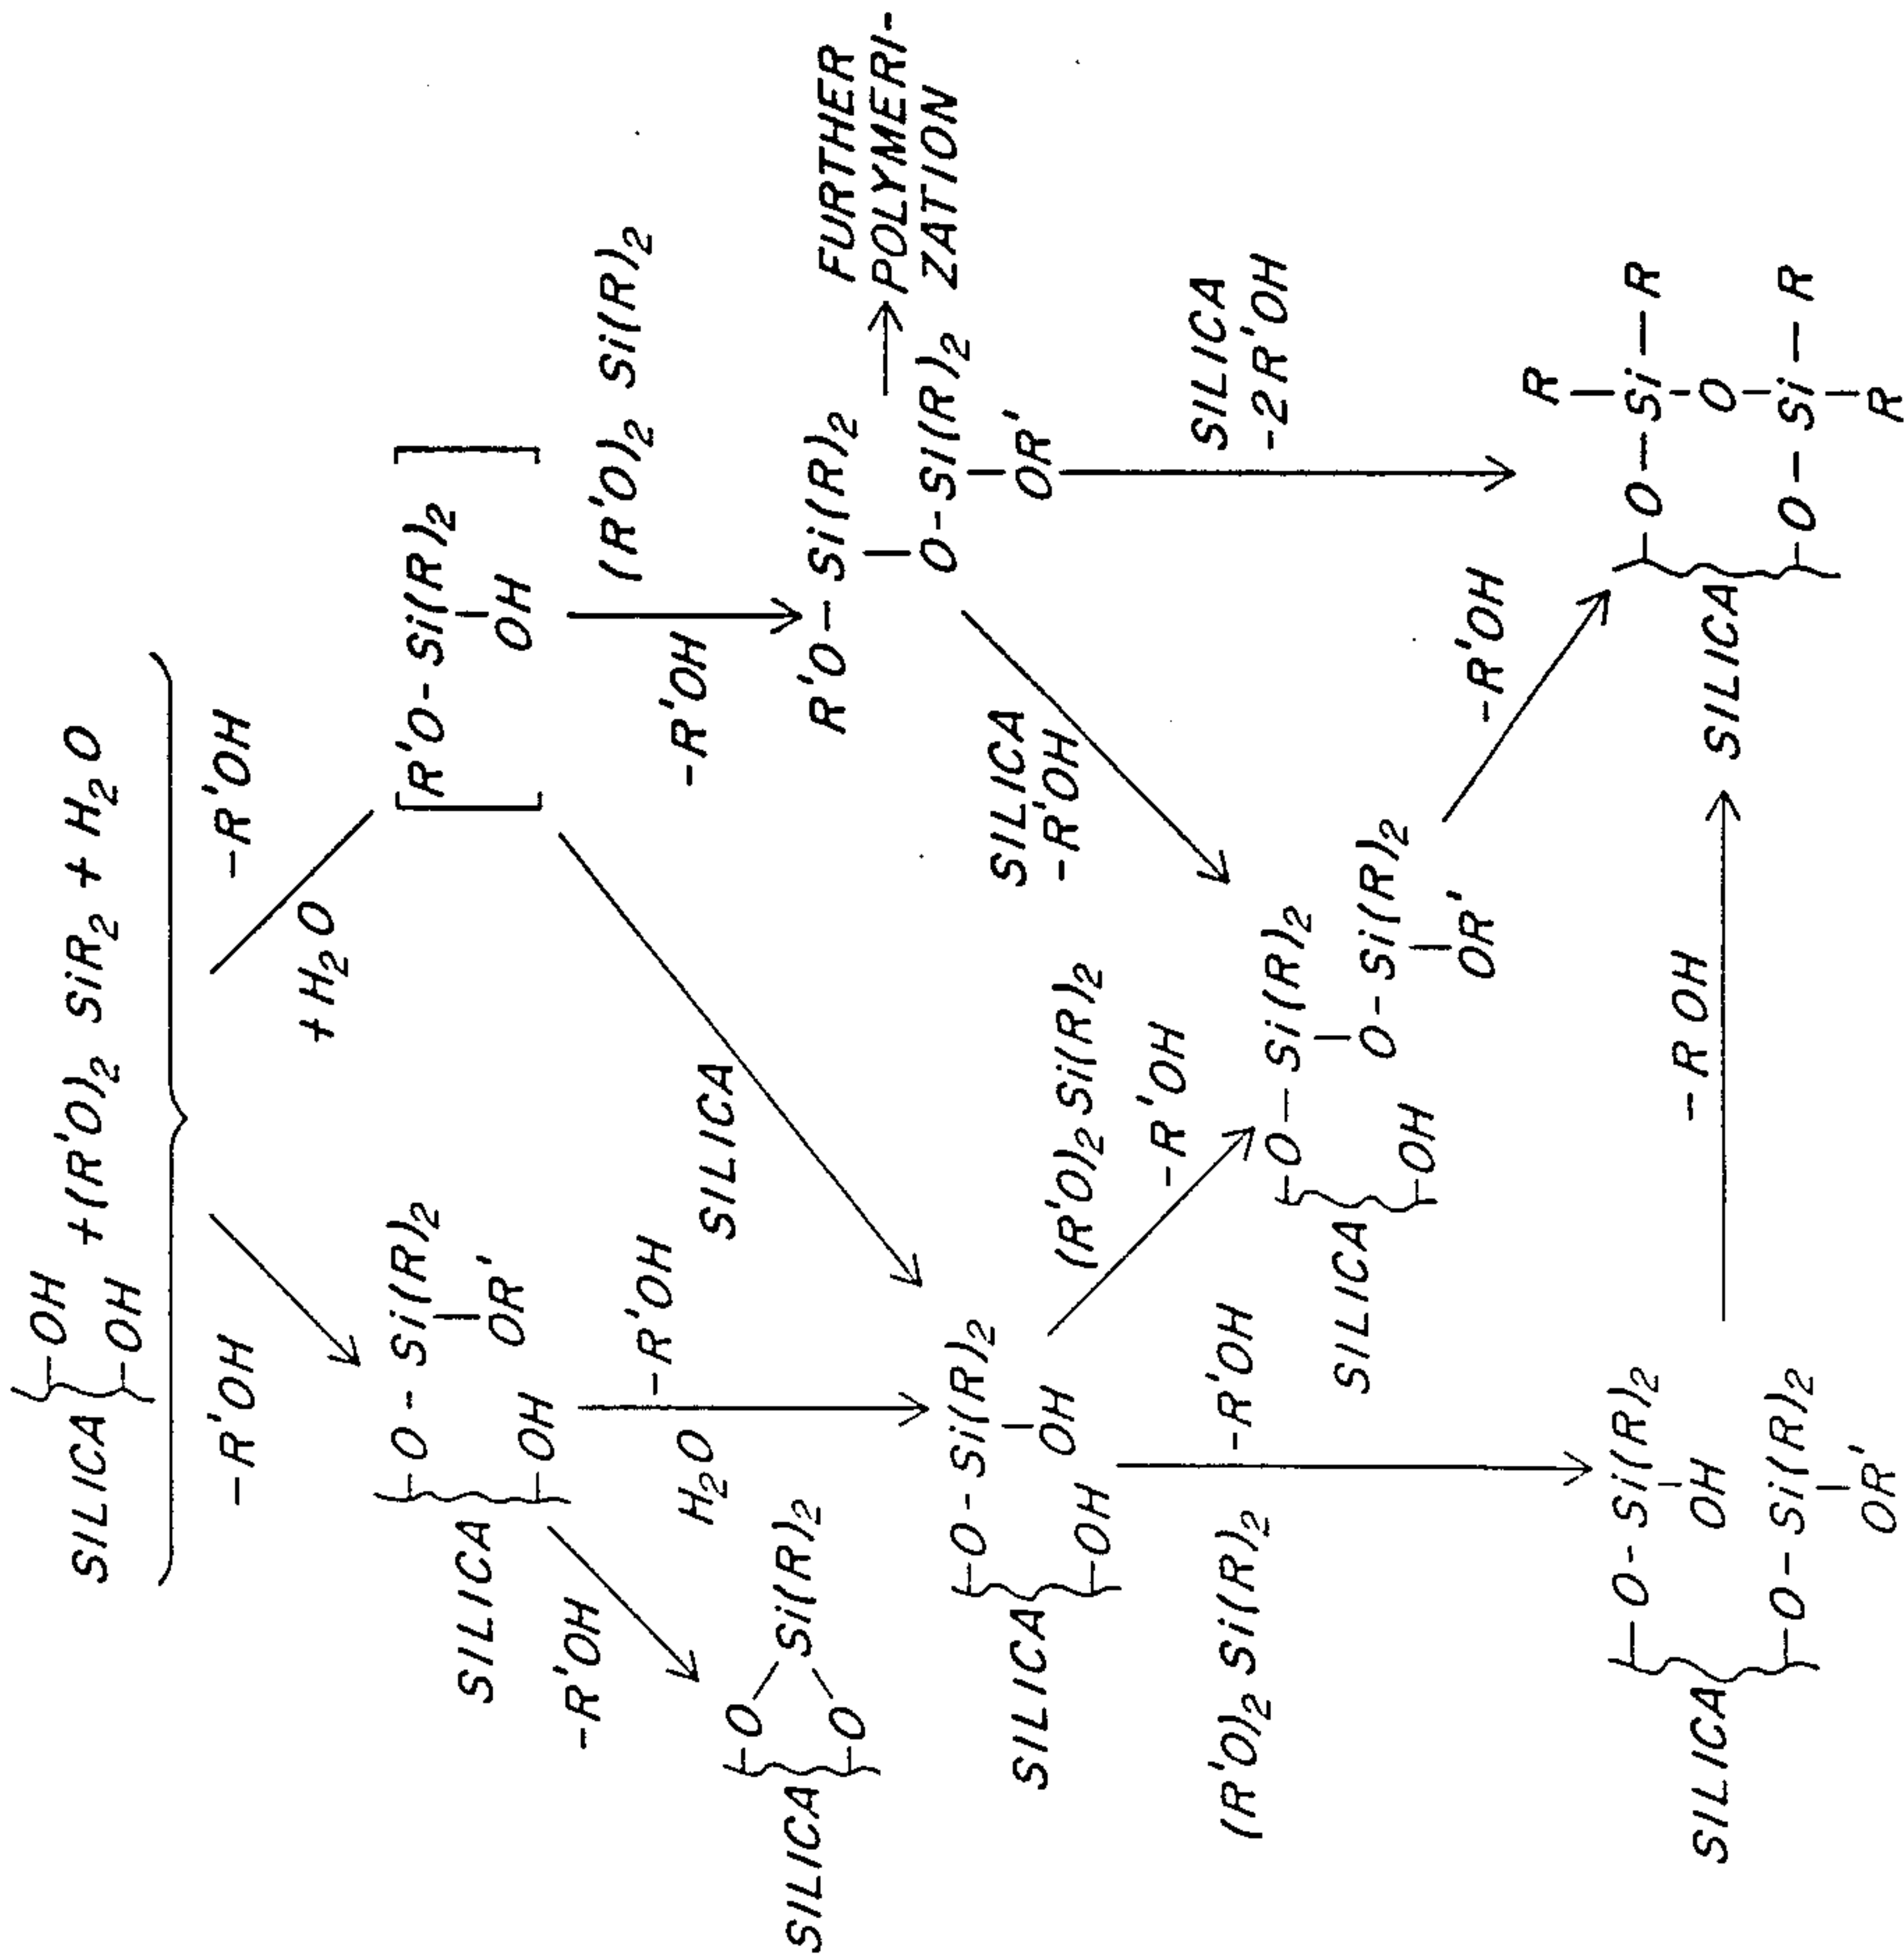 SILICA
OH
OH
+(R'O)₂ SiR₂ + H₂O
-R'OH
+H₂O
-R'OH
SILICA
O-Si(R)₂
OR'
OH
[R'O-Si(R)₂
OH]
-R'OH
H₂O
-R'OH
SILICA
-R'OH
(R'O)₂ Si(R)₂
SILICA
O
O
Si(R)₂
R'O-Si(R)₂
O-Si(R)₂
OR'
→ FURTHER
POLYMERI-
ZATION
SILICA
O-Si(R)₂
OH
OH
SILICA
-R'OH
SILICA
-2R'OH
(R'O)₂ Si(R)₂
-R'OH
(R'O)₂ Si(R)₂
-R'OH
SILICA
O-Si(R)₂
O-Si(R)₂
OR'
OH
-R'OH
SILICA
O-Si(R)₂
OH
O-Si(R)₂
OR'
-ROH
SILICA
R
O-Si-R
O
O-Si-R
R